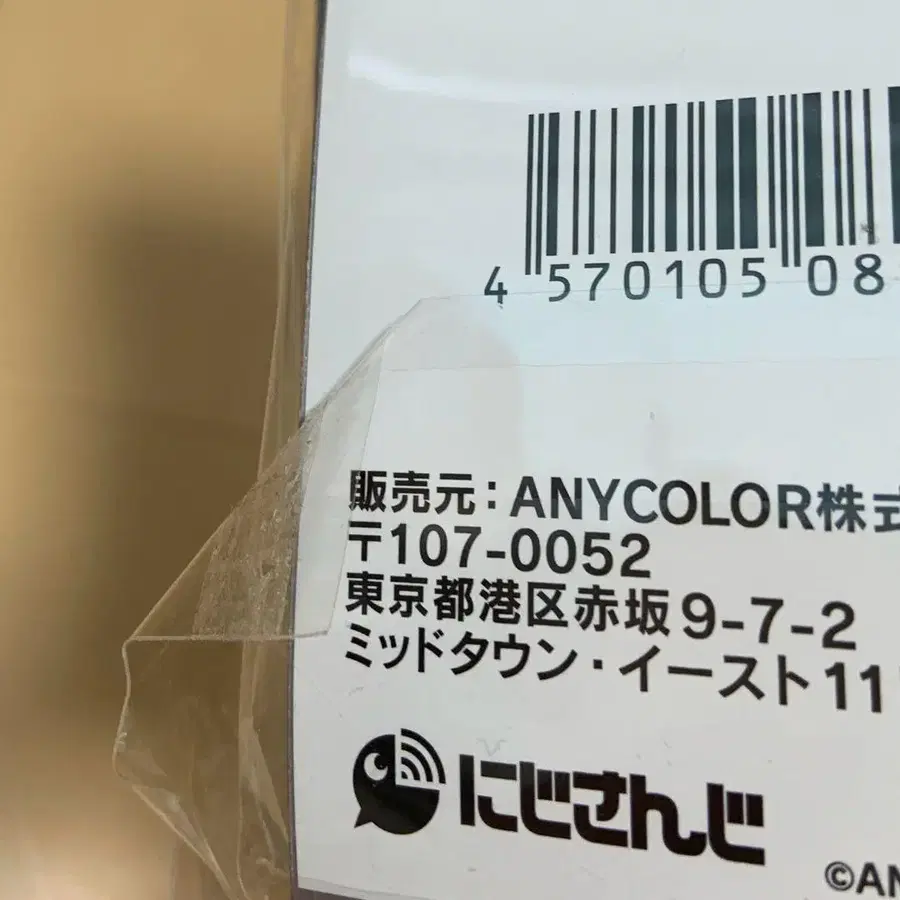 4 570105 08
販売元：ANYCOLOR株式
〒107-0052
東京都港区赤坂9-7-2
ミッドタウン・イースト11
にじさんじ
©AN